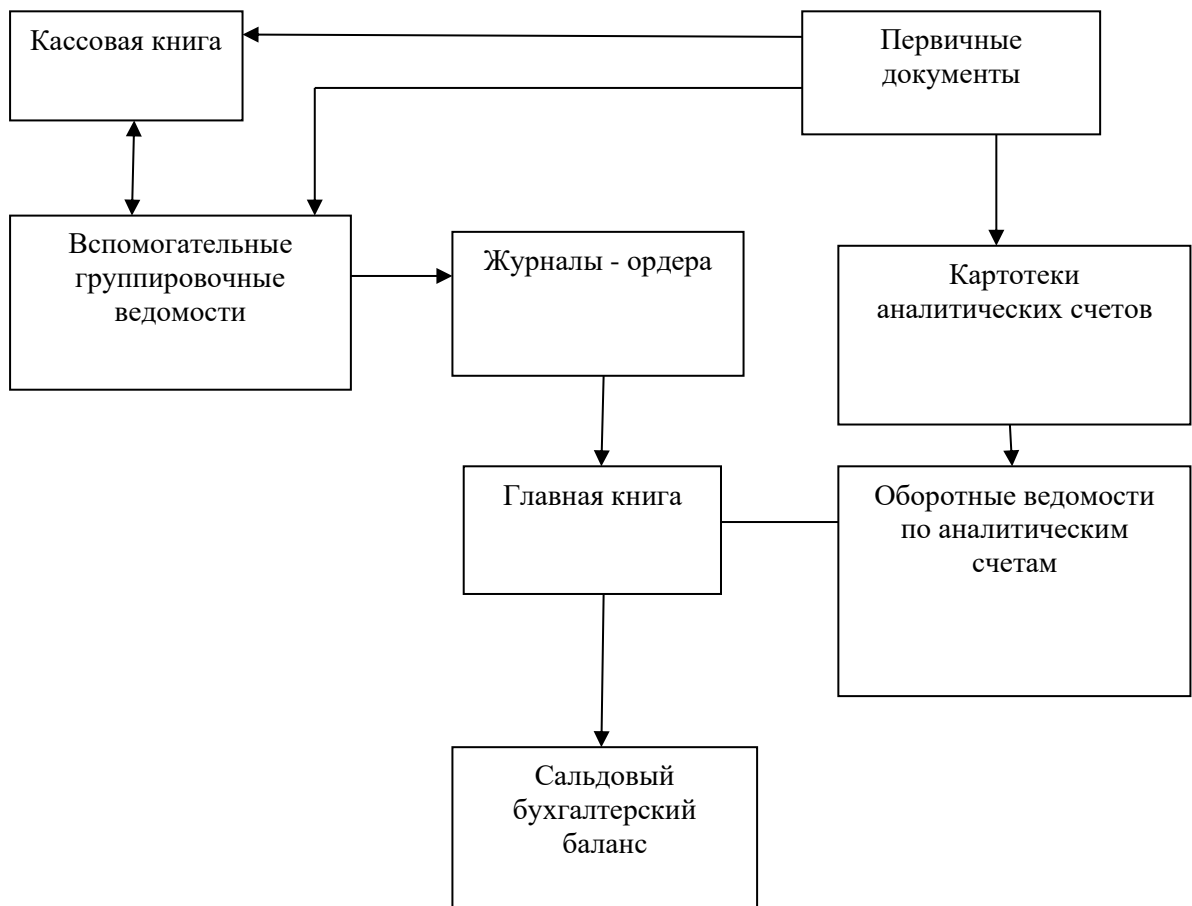 Кассовая книга
Первичные
документы
Вспомогательные
группировочные
ведомости
Журналы - ордера
Картотеки
аналитических счетов
Главная книга
Оборотные ведомости
по аналитическим
счетам
Сальдовый
бухгалтерский
баланс